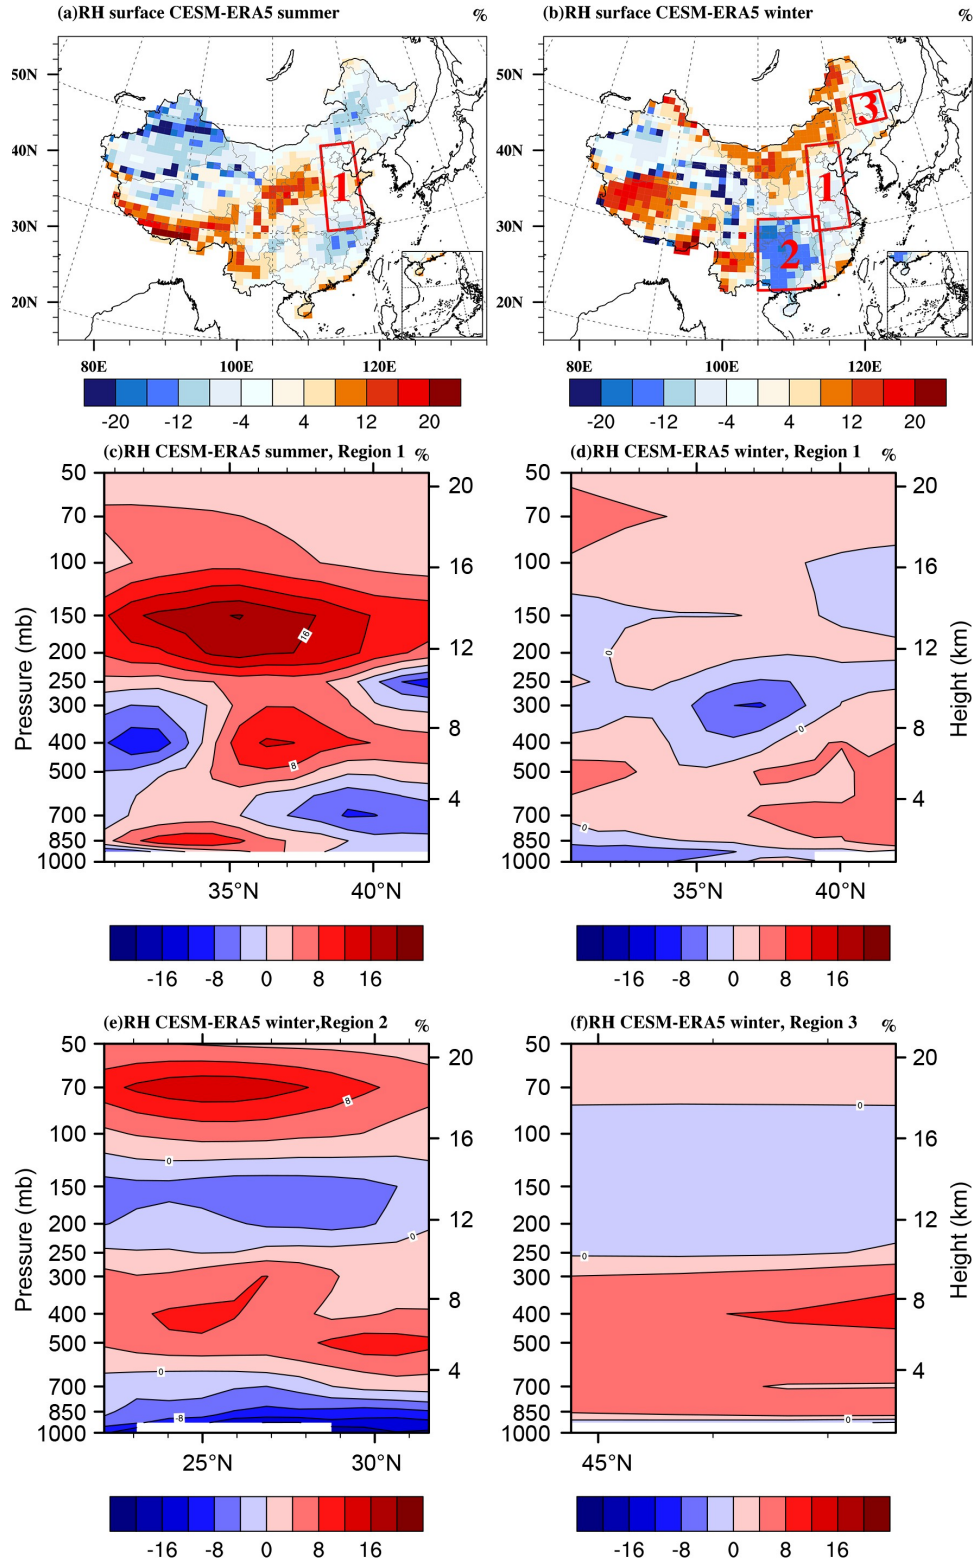 (a)RH surface CESM-ERA5 summer %
50N
40N
30N
20N
1
80E 100E 120E
-20 -12 -4 4 12 20
(b)RH surface CESM-ERA5 winter %
50N
40N
30N
20N
3
1
2
80E 100E 120E
-20 -12 -4 4 12 20
(c)RH CESM-ERA5 summer, Region 1 %
Pressure (mb)
50
70
100
150
200
250
300
400
500
700
850
1000
20
16
12
8
4
16
8
35°N 40°N
-16 -8 0 8 16
(d)RH CESM-ERA5 winter, Region 1 %
50
70
100
150
200
250
300
400
500
700
850
1000
20
16
12
8
4
Height (km)
0
0
0
35°N 40°N
-16 -8 0 8 16
(e)RH CESM-ERA5 winter,Region 2 %
Pressure (mb)
50
70
100
150
200
250
300
400
500
700
850
1000
20
16
12
8
4
8
0
0
0
-8
25°N 30°N
-16 -8 0 8 16
(f)RH CESM-ERA5 winter, Region 3 %
50
70
100
150
200
250
300
400
500
700
850
1000
20
16
12
8
4
Height (km)
0
0
0
45°N
-16 -8 0 8 16